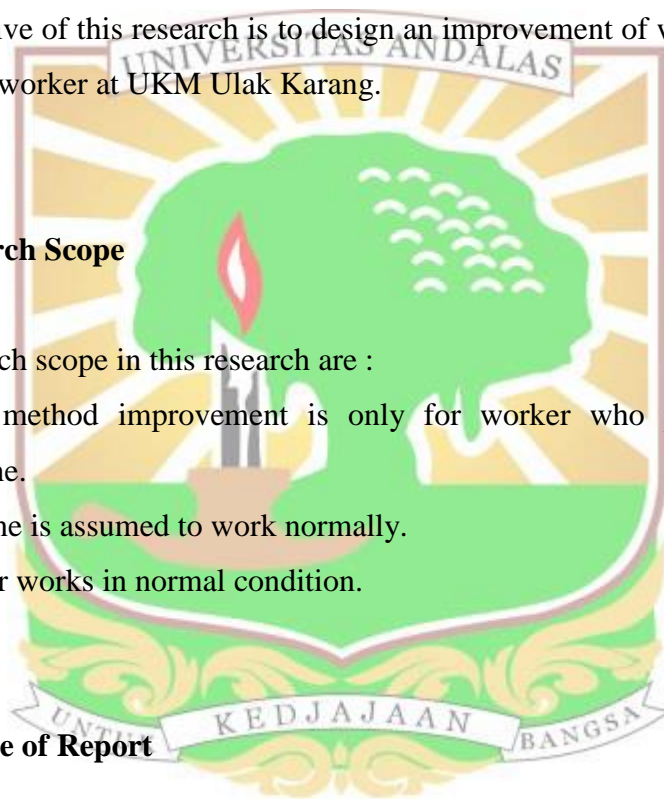 ive of this research is to design an improvement of
UNIVERSITAS ANDALAS
worker at UKM Ulak Karang.
rch Scope
ch scope in this research are :
method improvement is only for worker who
ne.
ne is assumed to work normally.
r works in normal condition.
UNTUK KEDJAJAAN BANGSA
e of Report